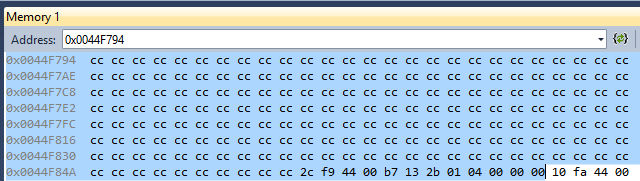 Memory 1
Address: 0x0044F794
0x0044F794 cc cc cc cc cc cc cc cc cc cc cc cc cc cc cc cc cc cc cc cc cc cc cc cc cc cc
0x0044F7AE cc cc cc cc cc cc cc cc cc cc cc cc cc cc cc cc cc cc cc cc cc cc cc cc cc cc
0x0044F7C8 cc cc cc cc cc cc cc cc cc cc cc cc cc cc cc cc cc cc cc cc cc cc cc cc cc cc
0x0044F7E2 cc cc cc cc cc cc cc cc cc cc cc cc cc cc cc cc cc cc cc cc cc cc cc cc cc cc
0x0044F7FC cc cc cc cc cc cc cc cc cc cc cc cc cc cc cc cc cc cc cc cc cc cc cc cc cc cc
0x0044F816 cc cc cc cc cc cc cc cc cc cc cc cc cc cc cc cc cc cc cc cc cc cc cc cc cc cc
0x0044F830 cc cc cc cc cc cc cc cc cc cc cc cc cc cc cc cc cc cc cc cc cc cc cc cc cc cc
0x0044F84A cc cc cc cc cc cc cc cc cc cc 2c f9 44 00 b7 13 2b 01 04 00 00 00 10 fa 44 00